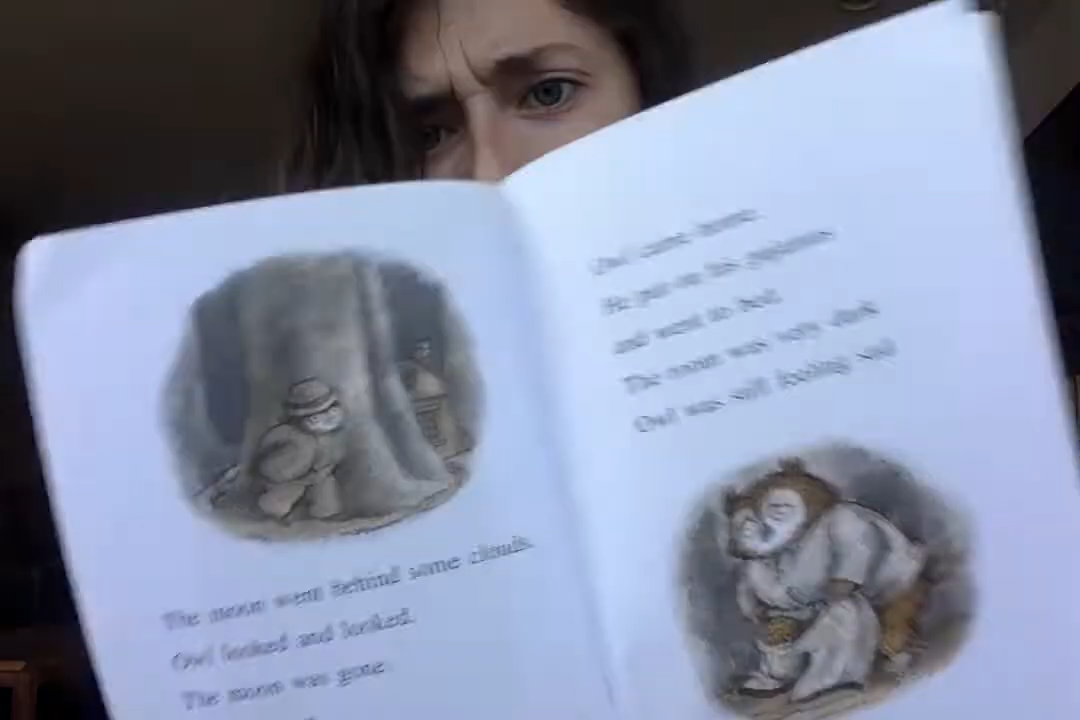 The moon went behind some clouds.
Owl looked and looked.
The moon was gone.
Owl came home.
He put on his pajamas
and went to bed.
The room was very dark.
Owl was still feeling sad.